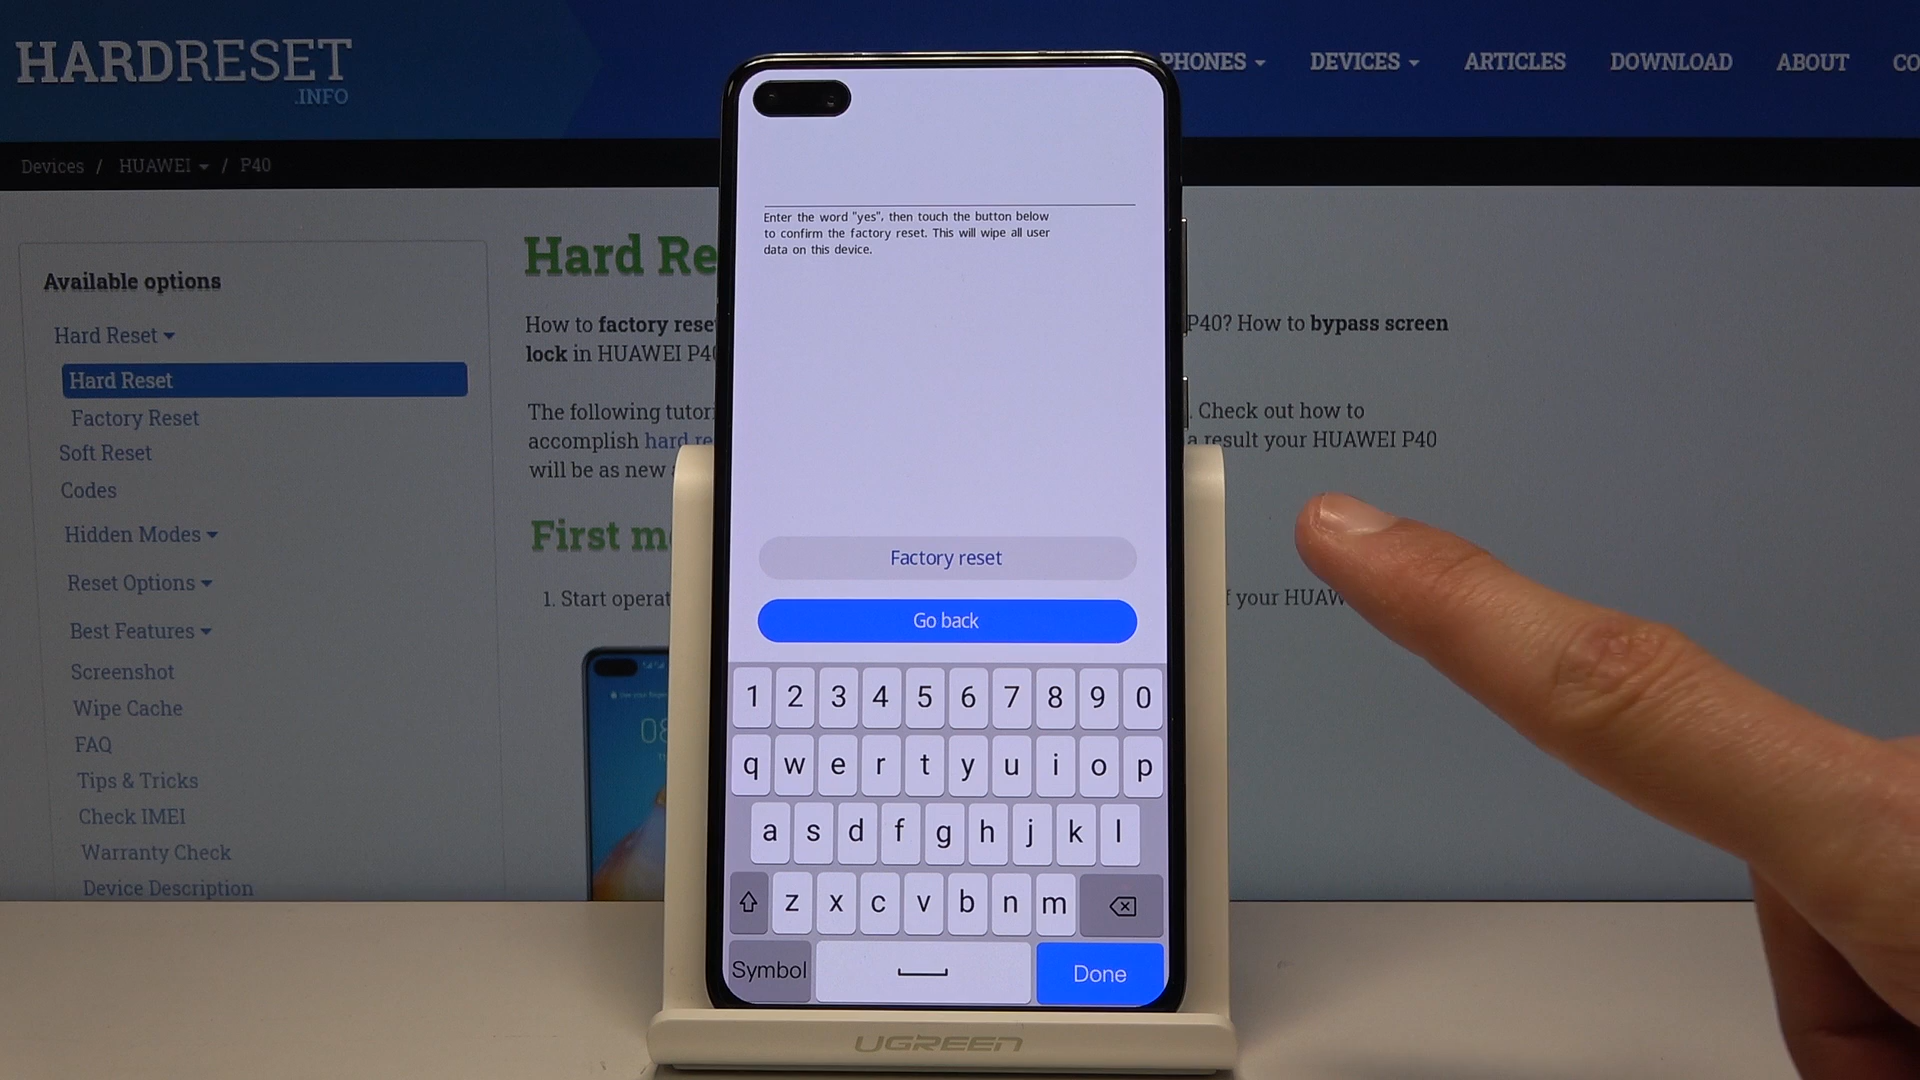 HARDRESET
.INFO
PHONES DEVICES ARTICLES DOWNLOAD ABOUT CO
Devices / HUAWEI / P40
Available options
Hard Reset
Hard Reset
Factory Reset
Soft Reset
Codes
Hidden Modes
Reset Options
Best Features
Screenshot
Wipe Cache
FAQ
Tips & Tricks
Check IMEI
Warranty Check
Device Description
Hard Re
How to factory reset P40? How to bypass screen
lock in HUAWEI P40
The following tutor . Check out how to
accomplish hard re a result your HUAWEI P40
will be as new
First m
1. Start operat f your HUAW
Enter the word "yes", then touch the button below
to confirm the factory reset. This will wipe all user
data on this device.
Factory reset
Go back
1 2 3 4 5 6 7 8 9 0
q w e r t y u i o p
a s d f g h j k l
z x c v b n m
Symbol Done
UGREEN